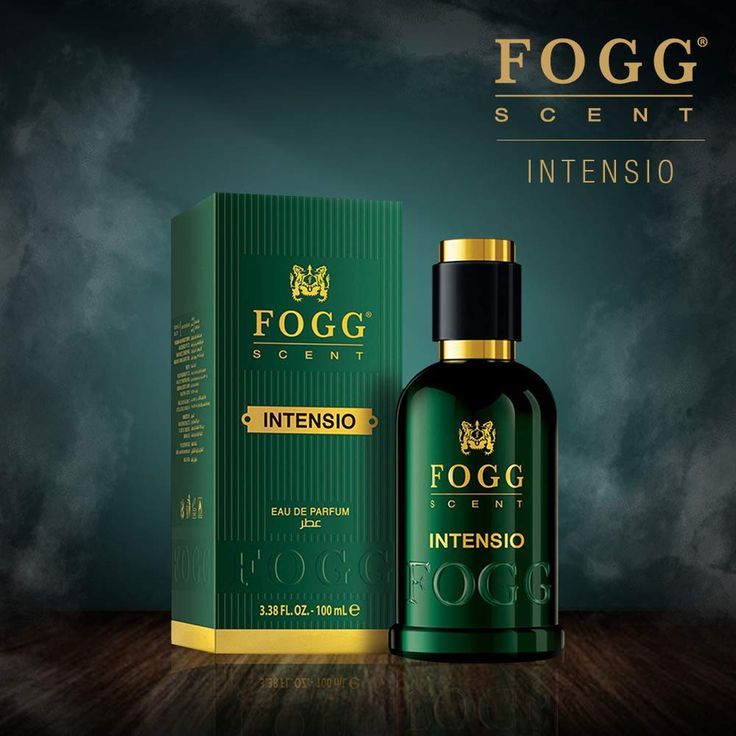 FOGG®
SCENT
INTENSIO
FOGG®
SCENT
INTENSIO
EAU DE PARFUM
عطر
FOGG
FOGG
3.38 FL. OZ. - 100 mL ℮
FOGG
SCENT
INTENSIO
FOGG